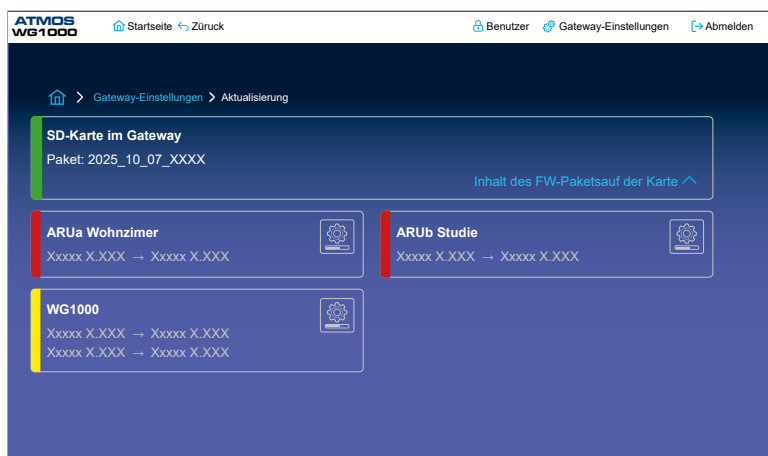 ATMOS
WG1000
Startseite Zürück
Benutzer Gateway-Einstellungen Abmelden
Gateway-Einstellungen Aktualisierung
SD-Karte im Gateway
Paket: 2025_10_07_XXXX
Inhalt des FW-Paketsauf der Karte
ARUa Wohnzimer
Xxxxx X.XXX → Xxxxx X.XXX
ARUb Studie
Xxxxx X.XXX → Xxxxx X.XXX
WG1000
Xxxxx X.XXX → Xxxxx X.XXX
Xxxxx X.XXX → Xxxxx X.XXX